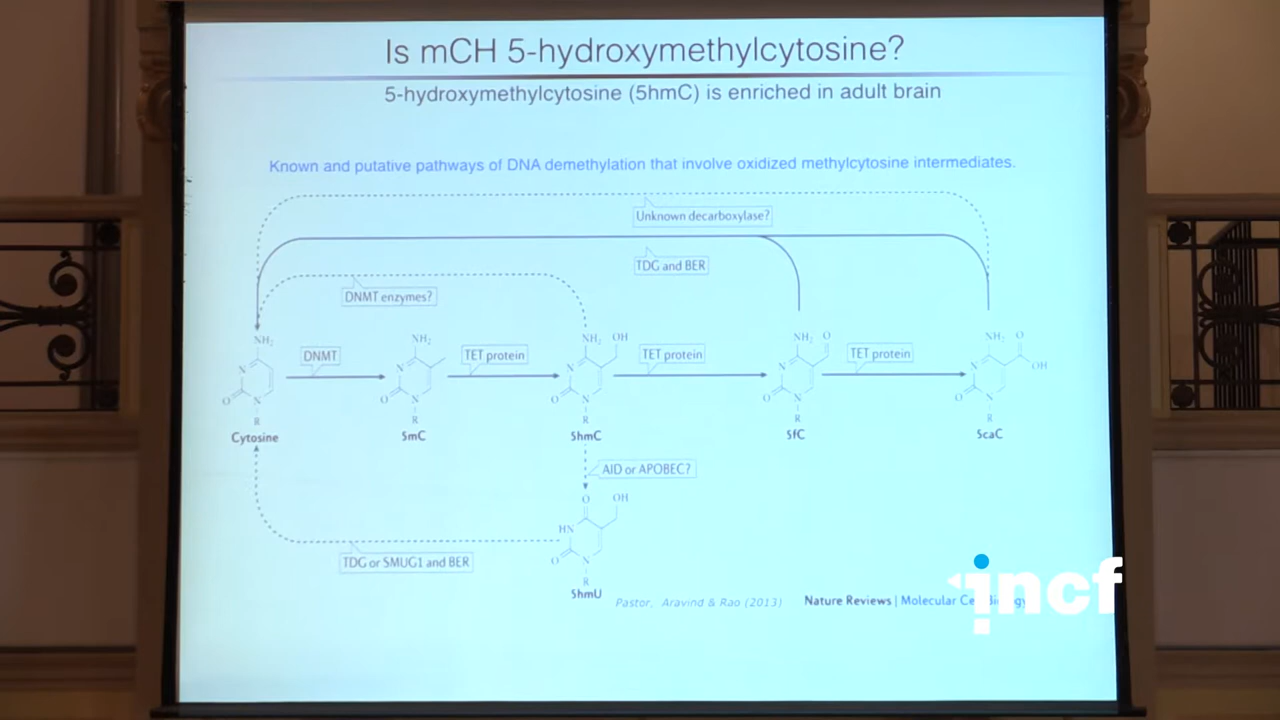 Is mCH 5-hydroxymethylcytosine?
5-hydroxymethylcytosine (5hmC) is enriched in adult brain
Known and putative pathways of DNA demethylation that involve oxidized methylcytosine intermediates.
Unknown decarboxylase?
TDG and BER
DNMT enzymes?
NH₂
NH₂
NH₂ OH
NH₂ O
NH₂ O
DNMT
TET protein
TET protein
TET protein
OH
N
N
N
N
N
O
N
O
N
O
N
O
N
O
N
R
R
R
R
R
Cytosine
5mC
5hmC
5fC
5caC
AID or APOBEC?
O
OH
HN
O
N
TDG or SMUG1 and BER
R
5hmU
Pastor, Aravind & Rao (2013)
Nature Reviews | Molecular Cell Biology
incf